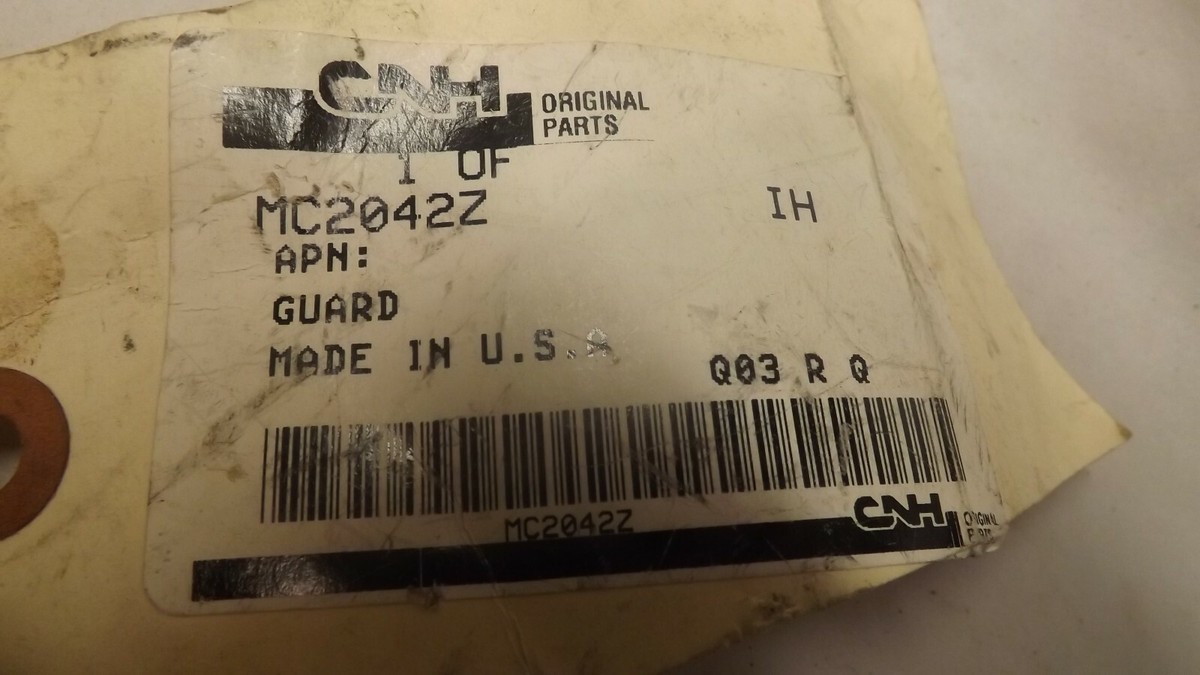 CNH ORIGINAL
PARTS
1 OF
MC2042Z IH
APN:
GUARD
MADE IN U.S.A
Q03 R Q
MC2042Z
CNH ORIGINAL
PARTS